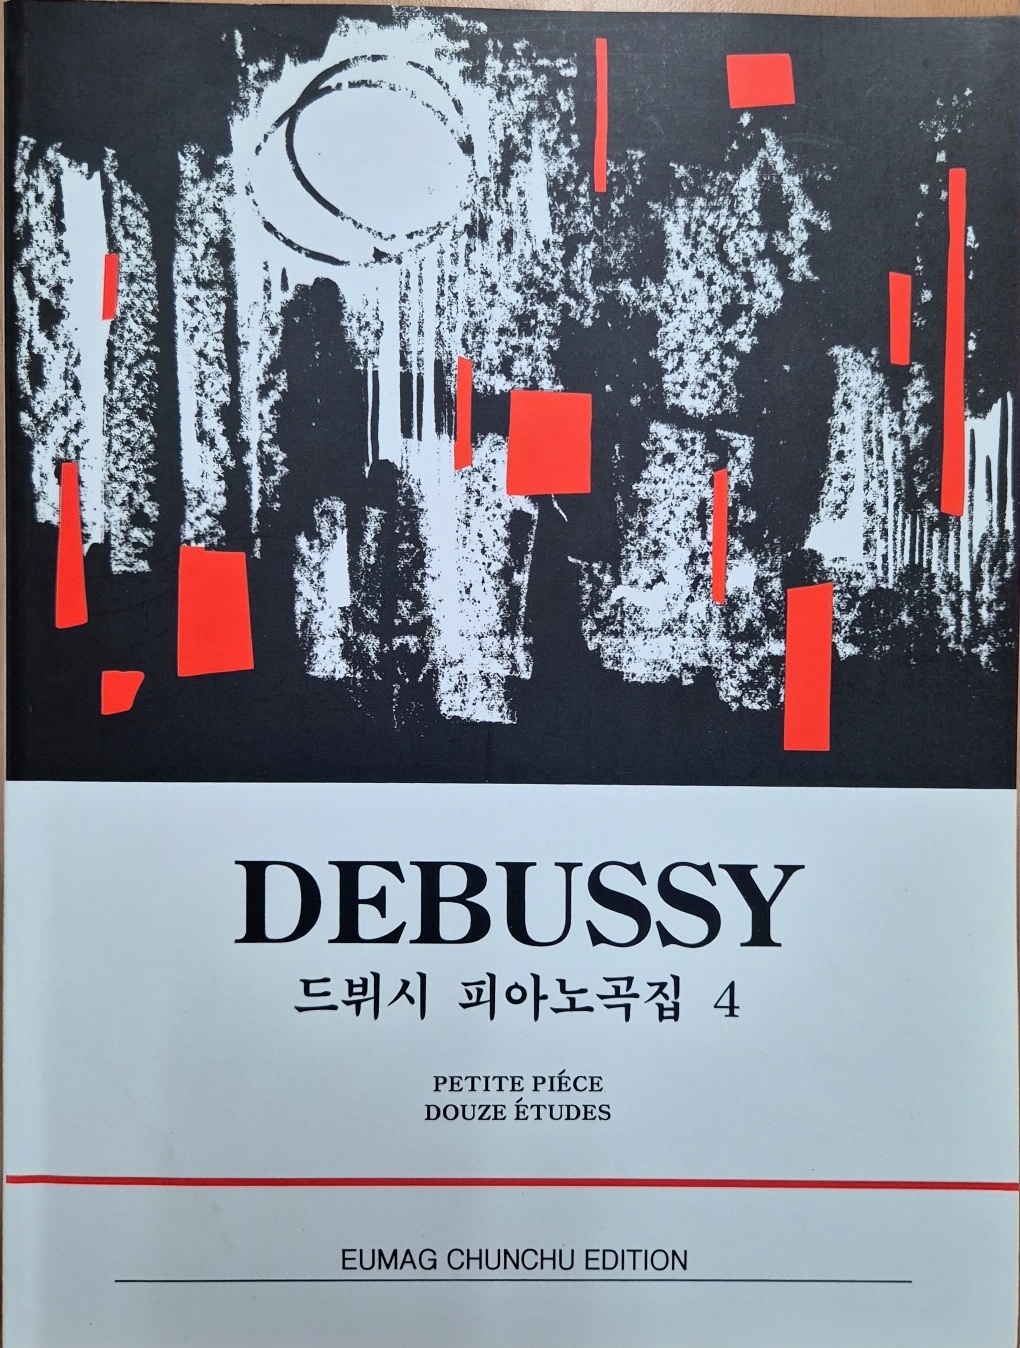 DEBUSSY
드뷔시 피아노곡집 4
PETITE PIÉCE
DOUZE ÉTUDES
EUMAG CHUNCHU EDITION